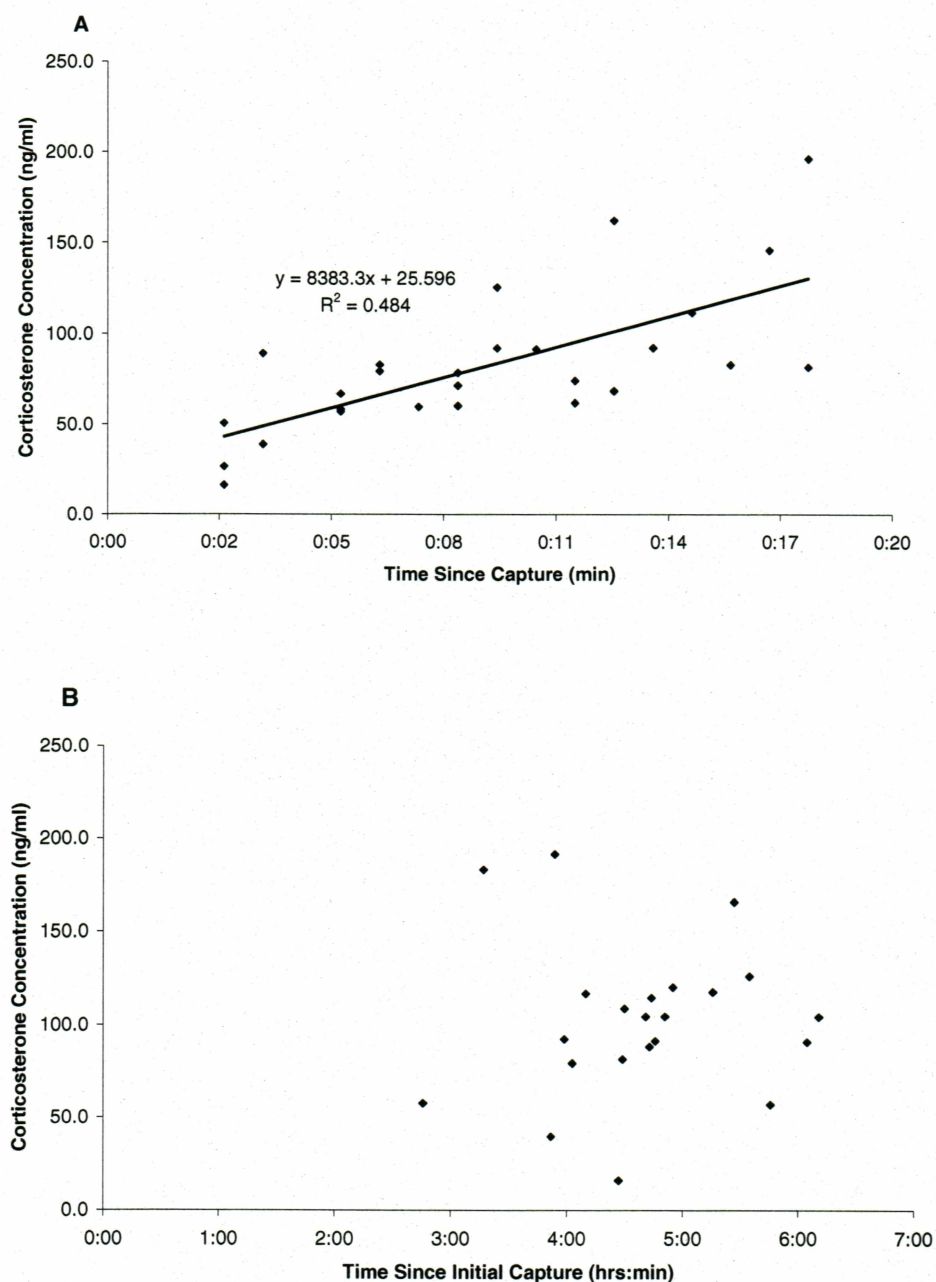 A
250.0
200.0
150.0
100.0
50.0
0.0
Corticosterone Concentration (ng/ml)
y = 8383.3x + 25.596
R² = 0.484
0:00 0:02 0:05 0:08 0:11 0:14 0:17 0:20
Time Since Capture (min)
B
250.0
200.0
150.0
100.0
50.0
0.0
Corticosterone Concentration (ng/ml)
0:00 1:00 2:00 3:00 4:00 5:00 6:00 7:00
Time Since Initial Capture (hrs:min)